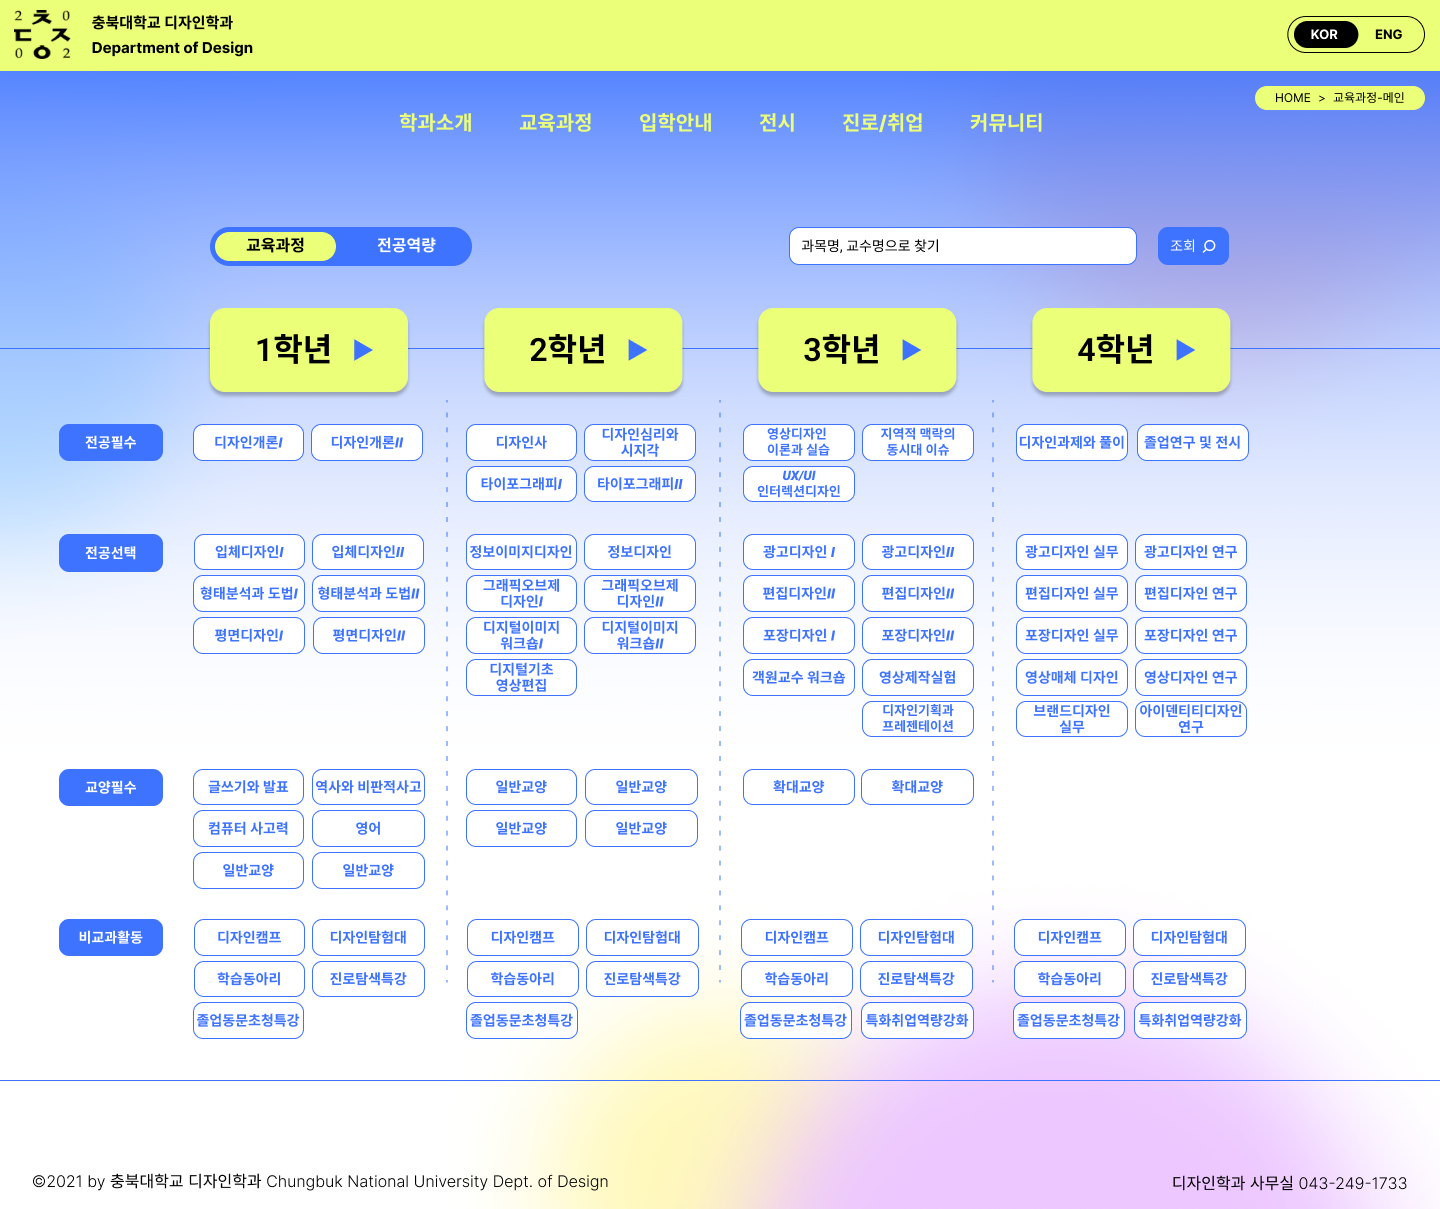 2 ㅊ 0
ㄷ ㅡ ㅈ
0 ㅇ 2
충북대학교 디자인학과
Department of Design
KOR ENG
HOME > 교육과정-메인
학과소개 교육과정 입학안내 전시 진로/취업 커뮤니티
교육과정 전공역량
과목명, 교수명으로 찾기
조회
1학년 2학년 3학년 4학년
전공필수
디자인개론I 디자인개론II
디자인사 디자인심리와 시지각
타이포그래피I 타이포그래피II
영상디자인 이론과 실습 지역적 맥락의 동시대 이슈
UX/UI 인터렉션디자인
디자인과제와 풀이 졸업연구 및 전시
전공선택
입체디자인I 입체디자인II
형태분석과 도법I 형태분석과 도법II
평면디자인I 평면디자인II
정보이미지디자인 정보디자인
그래픽오브제 디자인I 그래픽오브제 디자인II
디지털이미지 워크숍I 디지털이미지 워크숍II
디지털기초 영상편집
광고디자인 I 광고디자인II
편집디자인II 편집디자인II
포장디자인 I 포장디자인II
객원교수 워크숍 영상제작실험
디자인기획과 프레젠테이션
광고디자인 실무 광고디자인 연구
편집디자인 실무 편집디자인 연구
포장디자인 실무 포장디자인 연구
영상매체 디자인 영상디자인 연구
브랜드디자인 실무 아이덴티티디자인 연구
교양필수
글쓰기와 발표 역사와 비판적사고
컴퓨터 사고력 영어
일반교양 일반교양
일반교양 일반교양
일반교양 일반교양
확대교양 확대교양
비교과활동
디자인캠프 디자인탐험대
학습동아리 진로탐색특강
졸업동문초청특강
디자인캠프 디자인탐험대
학습동아리 진로탐색특강
졸업동문초청특강
디자인캠프 디자인탐험대
학습동아리 진로탐색특강
졸업동문초청특강 특화취업역량강화
디자인캠프 디자인탐험대
학습동아리 진로탐색특강
졸업동문초청특강 특화취업역량강화
©2021 by 충북대학교 디자인학과 Chungbuk National University Dept. of Design
디자인학과 사무실 043-249-1733